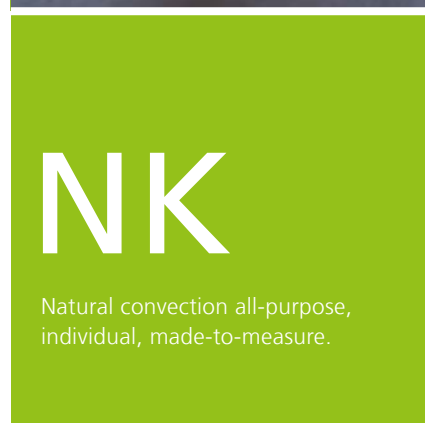 NK
Natural convection all-purpose,
individual, made-to-measure.